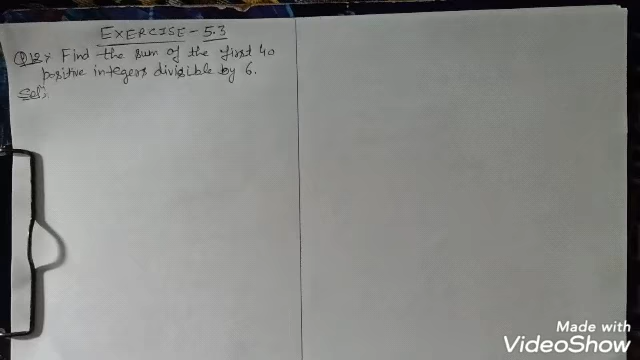 EXERCISE - 5.3
Q12 > Find the sum of the first 40
positive integers divisible by 6.
Sol.
Made with
VideoShow